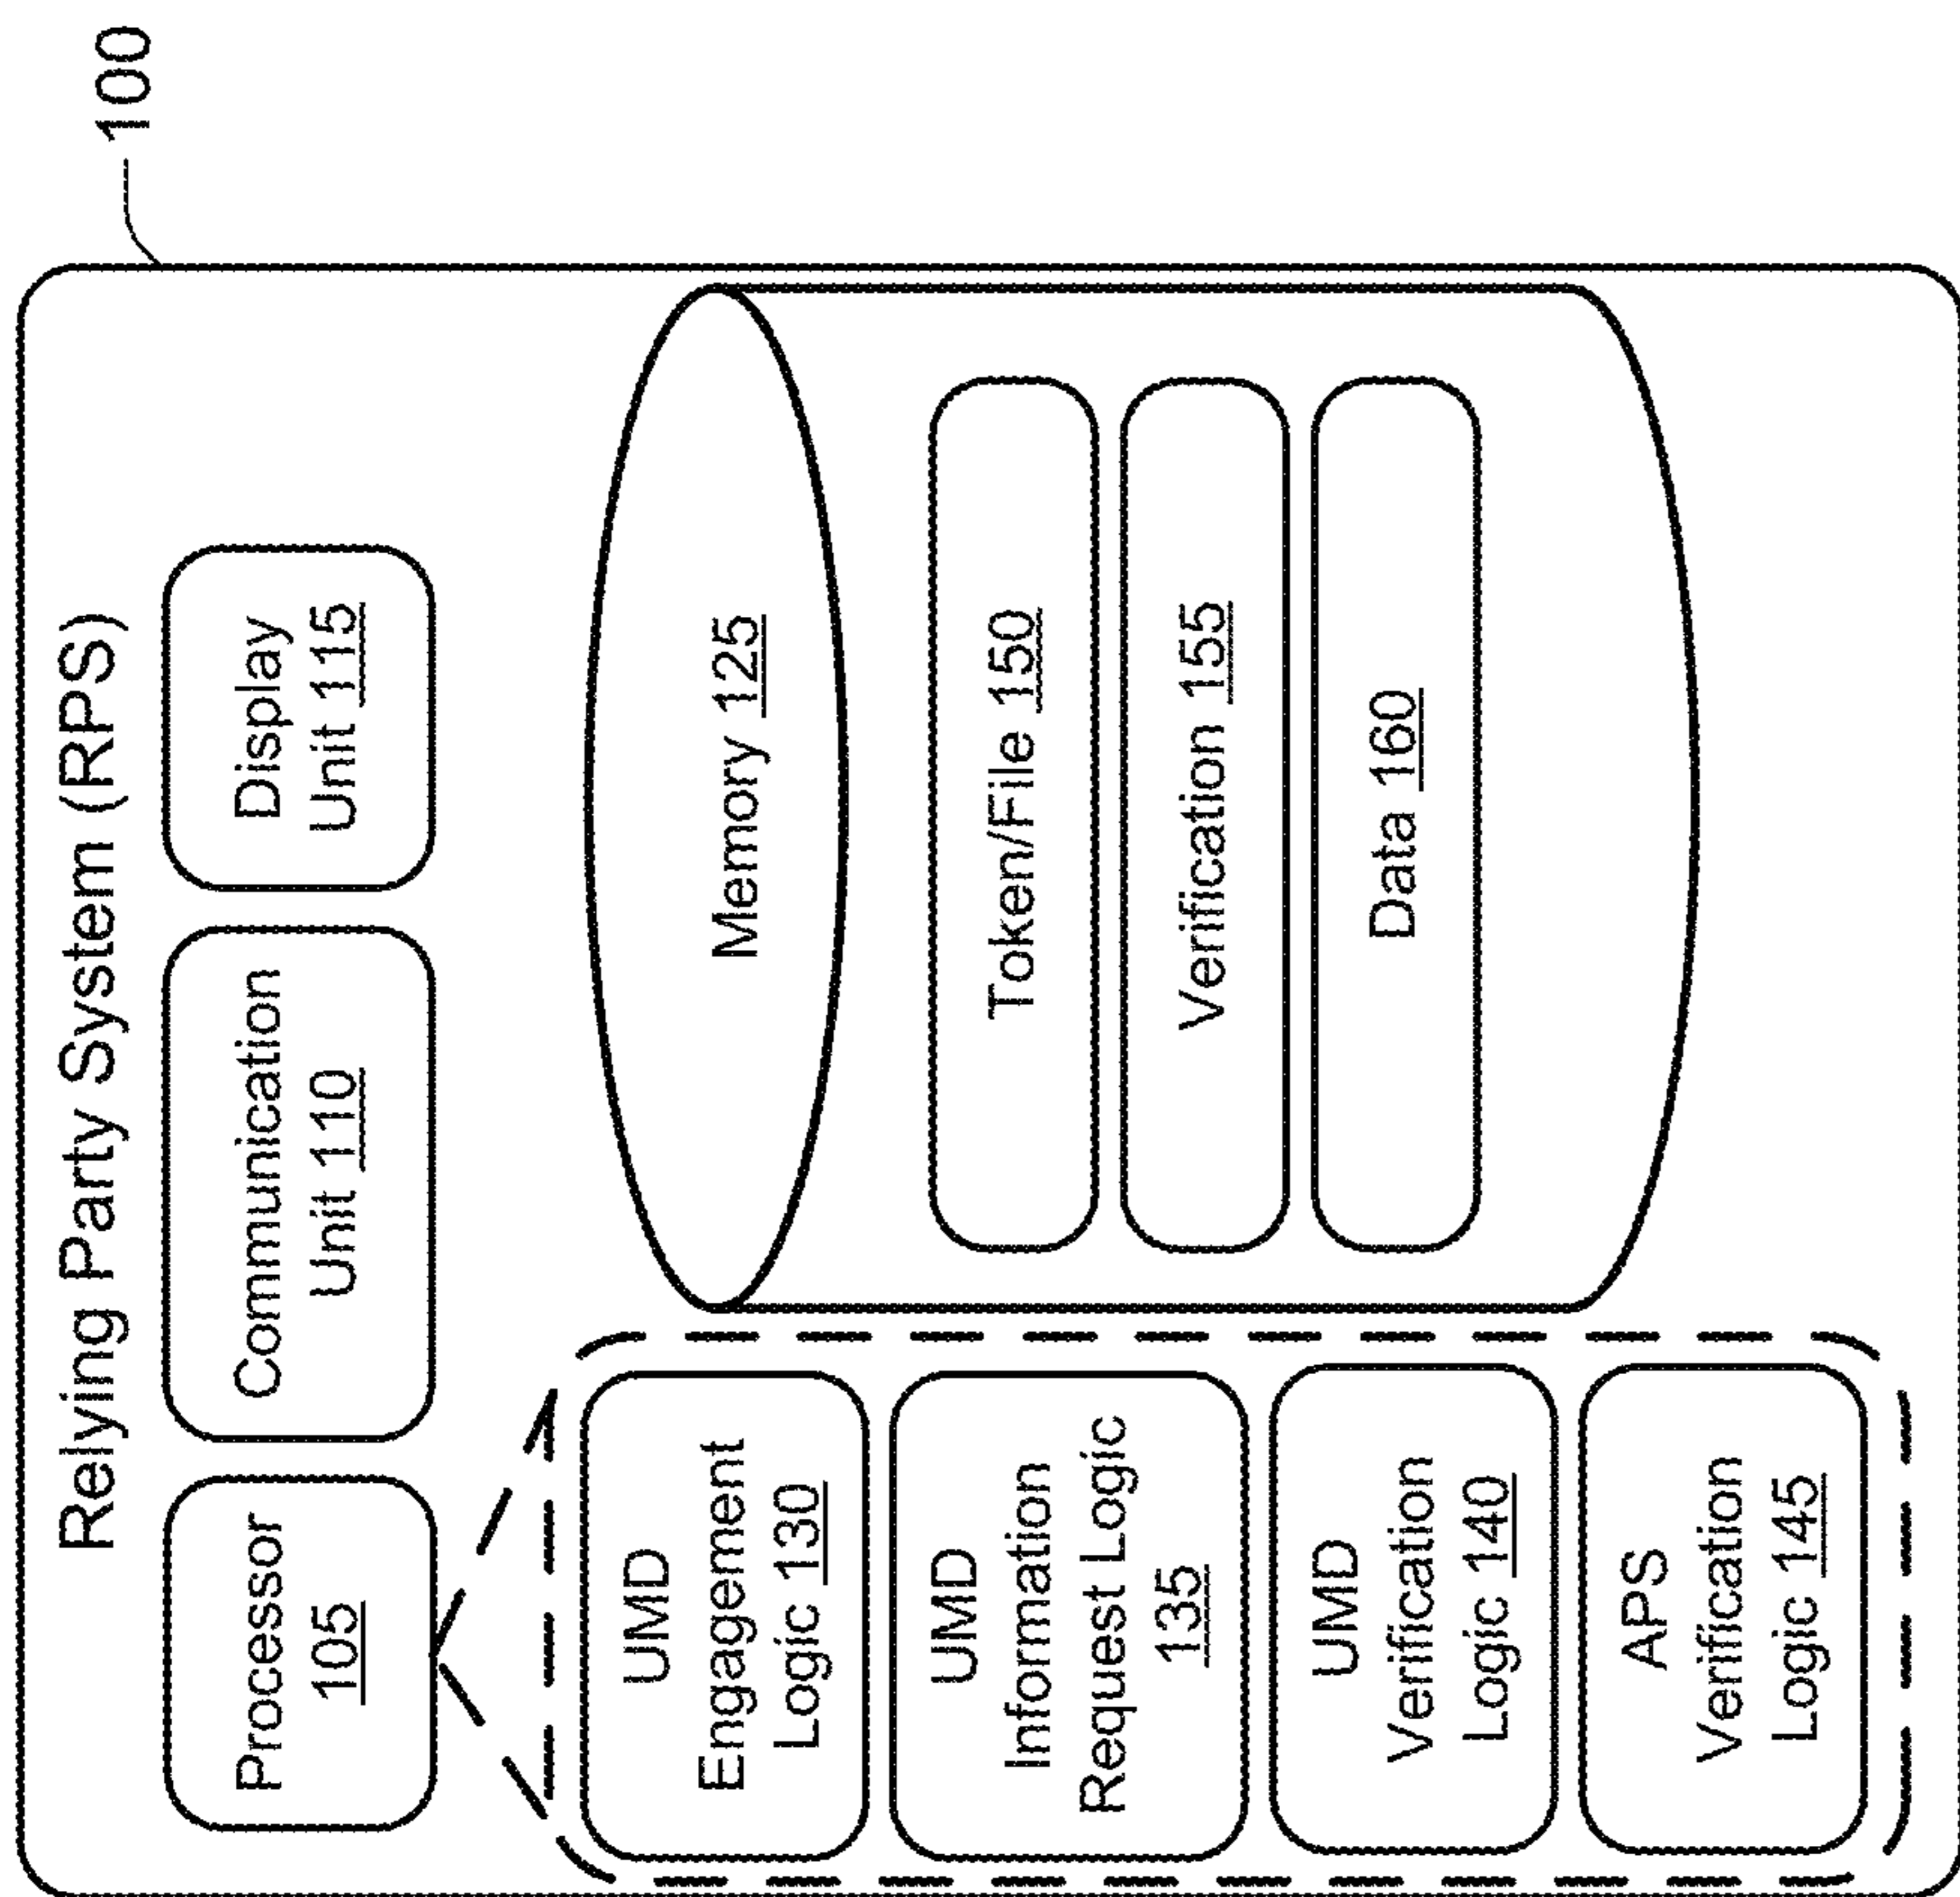 100
Relying Party System (RPS)
Processor
105
Communication
Unit 110
Display
Unit 115
UMD
Engagement
Logic 130
UMD
Information
Request Logic
135
UMD
Verification
Logic 140
APS
Verification
Logic 145
Memory 125
Token/File 150
Verification 155
Data 160